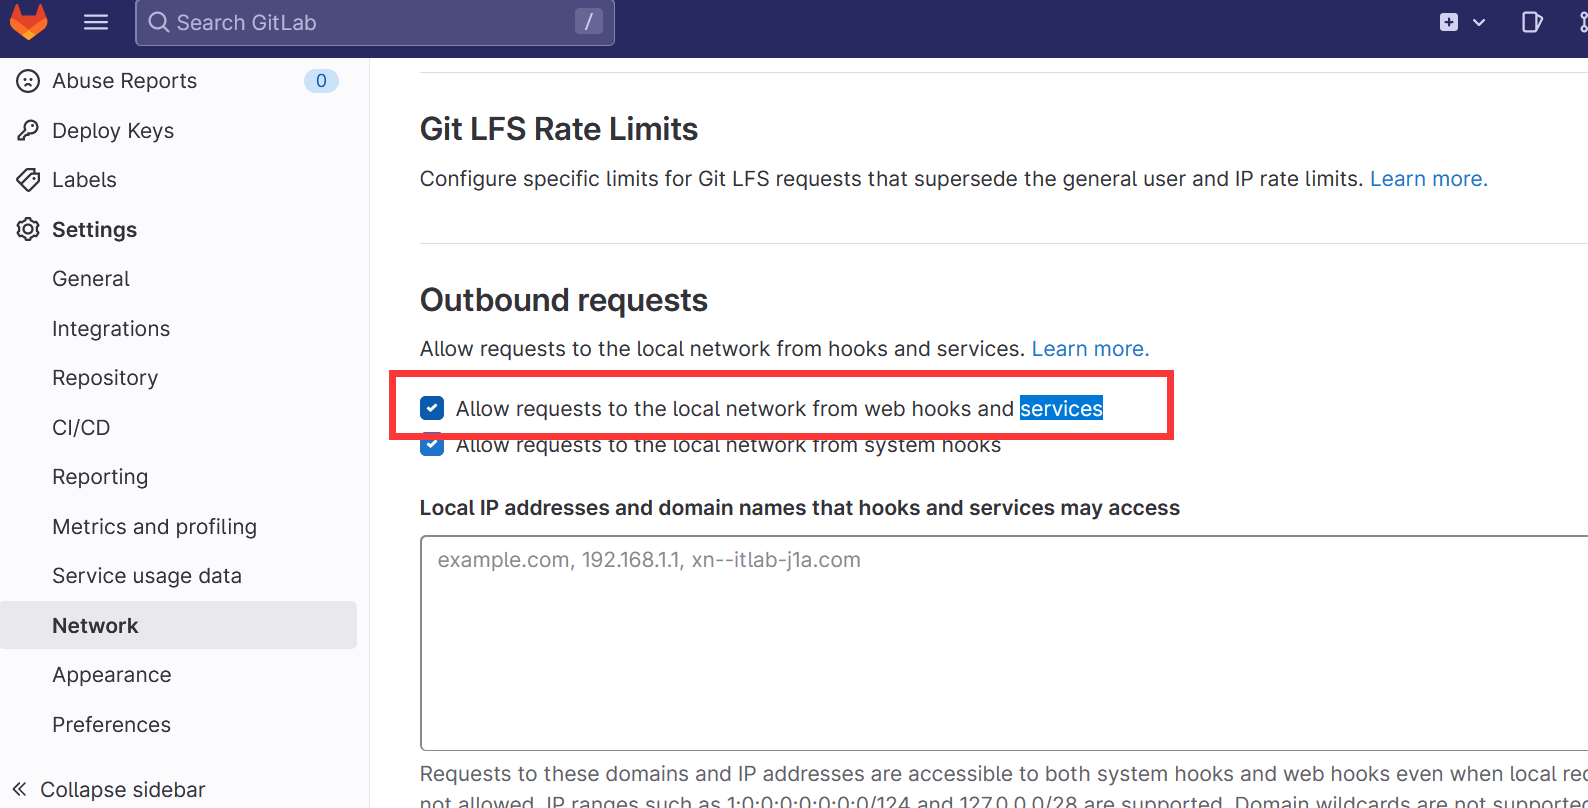 Search GitLab
/
Abuse Reports 0
Deploy Keys
Labels
Settings
General
Integrations
Repository
CI/CD
Reporting
Metrics and profiling
Service usage data
Network
Appearance
Preferences
Collapse sidebar
Git LFS Rate Limits
Configure specific limits for Git LFS requests that supersede the general user and IP rate limits. Learn more.
Outbound requests
Allow requests to the local network from hooks and services. Learn more.
Allow requests to the local network from web hooks and services
Allow requests to the local network from system hooks
Local IP addresses and domain names that hooks and services may access
example.com, 192.168.1.1, xn--itlab-j1a.com
Requests to these domains and IP addresses are accessible to both system hooks and web hooks even when local
not allowed. IP ranges such as 1:0:0:0:0:0:0:0/124 and 127.0.0.0/28 are supported. Domain wildcards are not supported